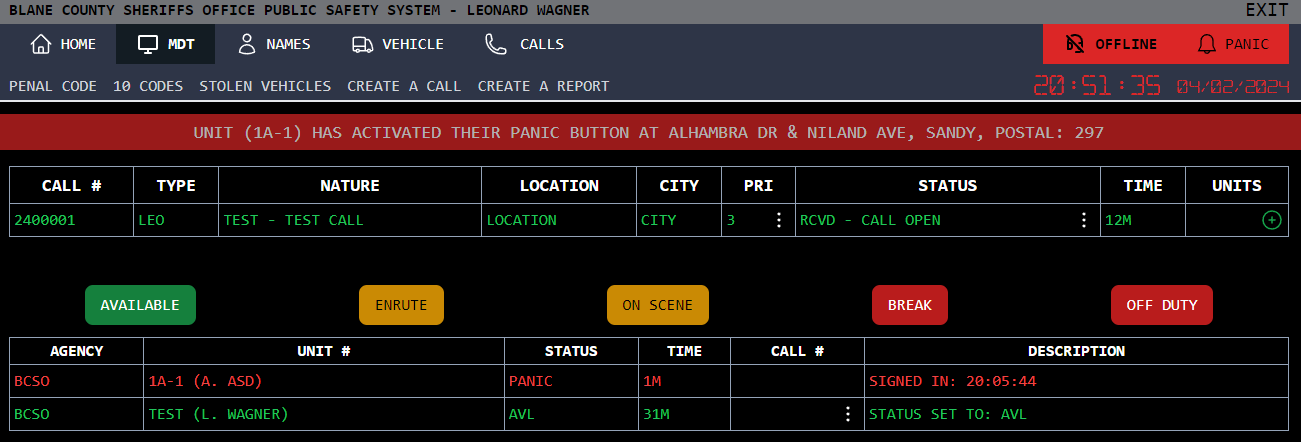 BLANE COUNTY SHERIFFS OFFICE PUBLIC SAFETY SYSTEM - LEONARD WAGNER EXIT
HOME MDT NAMES VEHICLE CALLS OFFLINE PANIC
PENAL CODE 10 CODES STOLEN VEHICLES CREATE A CALL CREATE A REPORT 20:51:35 04/02/2024
UNIT (1A-1) HAS ACTIVATED THEIR PANIC BUTTON AT ALHAMBRA DR & NILAND AVE, SANDY, POSTAL: 297
CALL # TYPE NATURE LOCATION CITY PRI STATUS TIME UNITS
2400001 LEO TEST - TEST CALL LOCATION CITY 3 RCVD - CALL OPEN 12M
AVAILABLE ENRUTE ON SCENE BREAK OFF DUTY
AGENCY UNIT # STATUS TIME CALL # DESCRIPTION
BCSO 1A-1 (A. ASD) PANIC 1M SIGNED IN: 20:05:44
BCSO TEST (L. WAGNER) AVL 31M STATUS SET TO: AVL